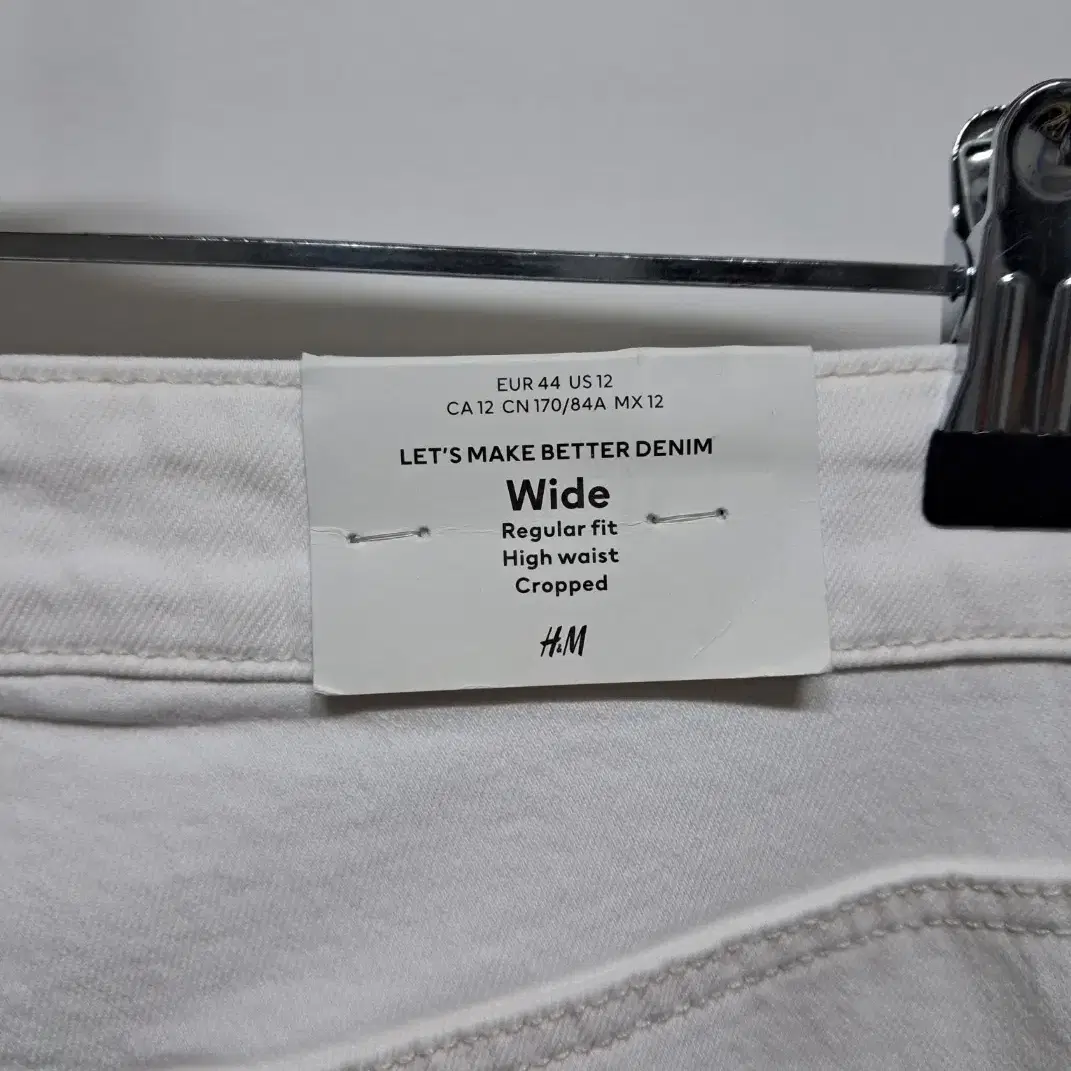 EUR 44 US 12
CA 12 CN 170/84A MX 12
LET'S MAKE BETTER DENIM
Wide
Regular fit
High waist
Cropped
H&M